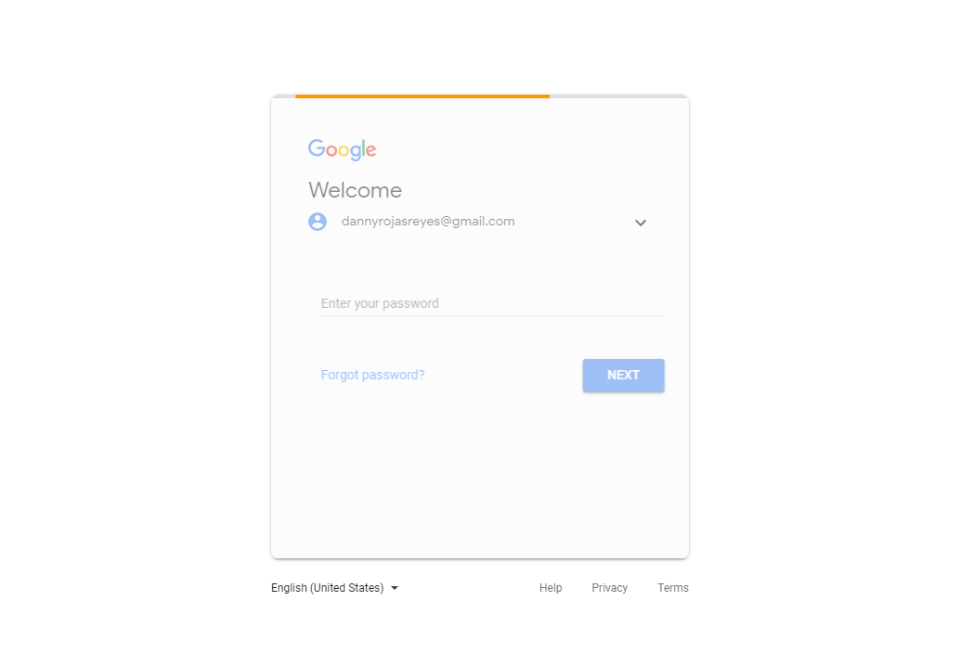 Google
Welcome
dannyrojasreyes@gmail.com
Enter your password
Forgot password?
NEXT
English (United States)
Help Privacy Terms